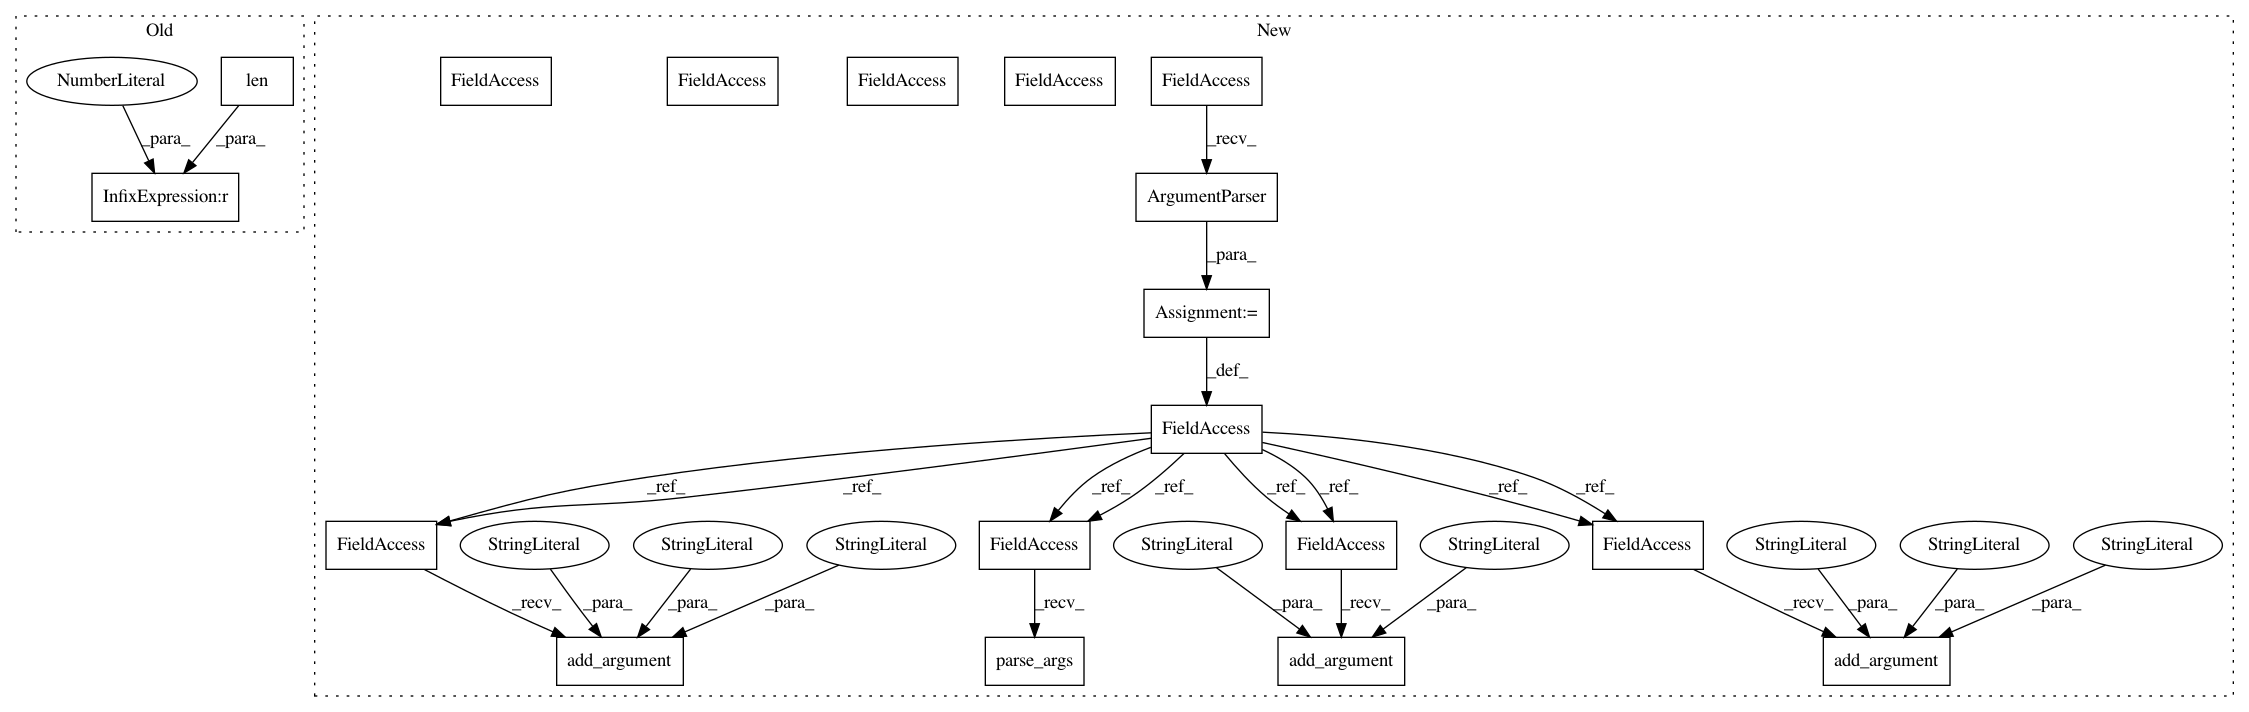 Old
New
NumberLiteral
len
FieldAccess
FieldAccess
FieldAccess
FieldAccess
FieldAccess
_para_
_para_
_recv_
InfixExpression:r
ArgumentParser
_para_
Assignment:=
_def_
FieldAccess
_ref_
_ref_
_ref_
_ref_
_ref_
_ref_
_ref_
_ref_
FieldAccess
StringLiteral
StringLiteral
StringLiteral
FieldAccess
StringLiteral
FieldAccess
StringLiteral
FieldAccess
StringLiteral
StringLiteral
StringLiteral
_recv_
_para_
_para_
_para_
_recv_
_para_
_recv_
_para_
_recv_
_para_
_para_
_para_
add_argument
parse_args
add_argument
add_argument